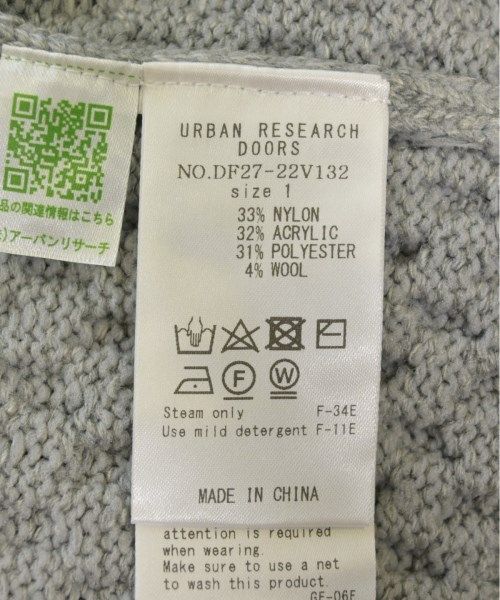 URBAN RESEARCH
DOORS
NO.DF27-22V132
size 1
33% NYLON
32% ACRYLIC
31% POLYESTER
4% WOOL
F
W
Steam only F-34E
Use mild detergent F-11E
MADE IN CHINA
attention is required
when wearing.
Make sure to use a net
to wash this product.
GF-06E
品の関連情報はこちら
)アーバンリサーチ